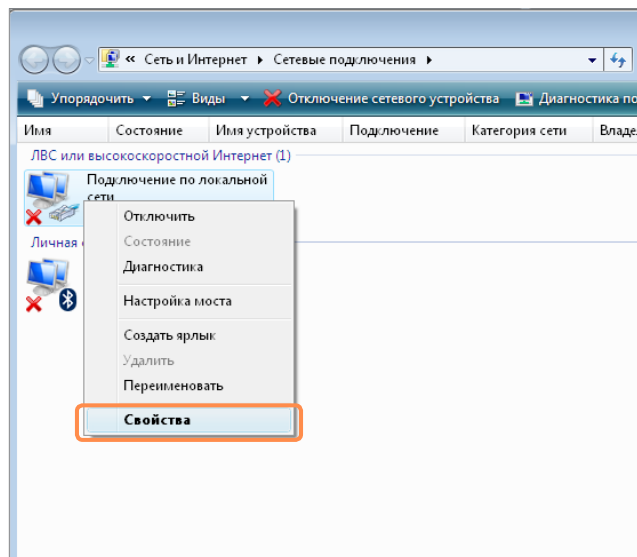 « Сеть и Интернет Сетевые подключения
Упорядочить Виды Отключение сетевого устройства Диагностика по
Имя Состояние Имя устройства Подключение Категория сети Владе
ЛВС или высокоскоростной Интернет (1)
Подключение по локальной
сети
Отключить
Личная
Состояние
Диагностика
Настройка моста
Создать ярлык
Удалить
Переименовать
Свойства